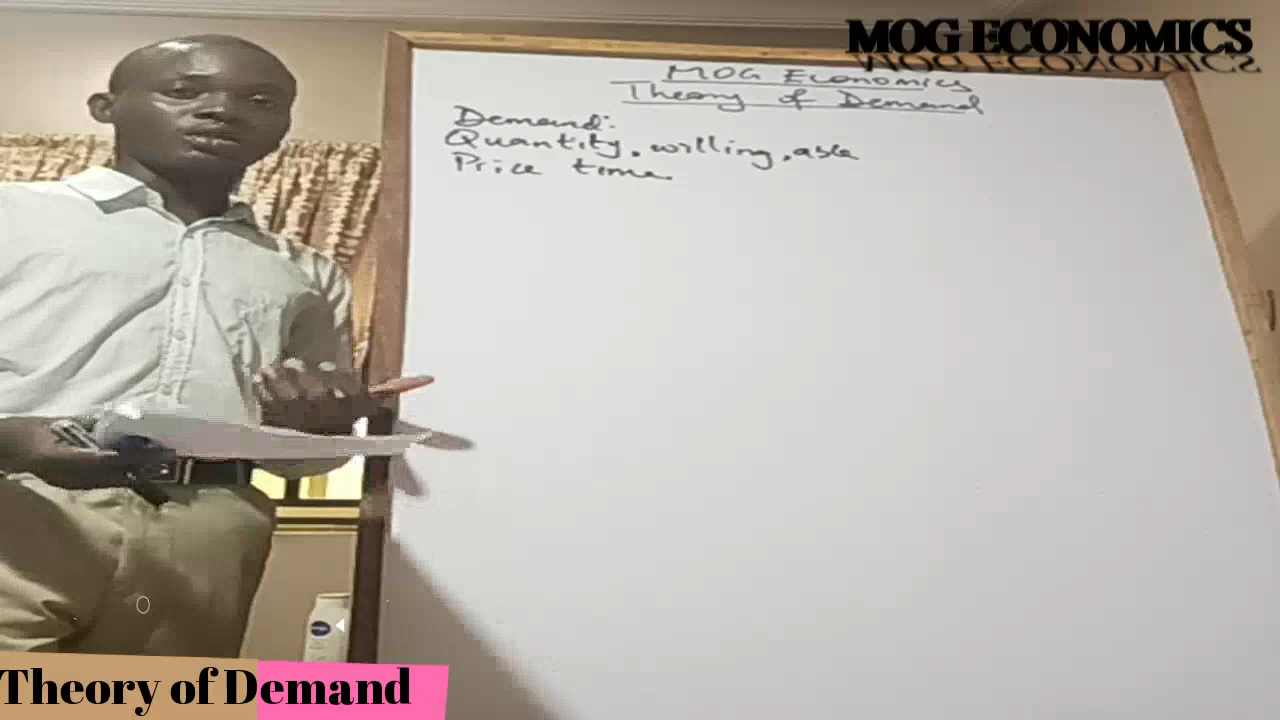 MOG ECONOMICS
MOG Economics
Theory of Demand
Demand:
Quantity, willing, able
Price time
Theory of Demand